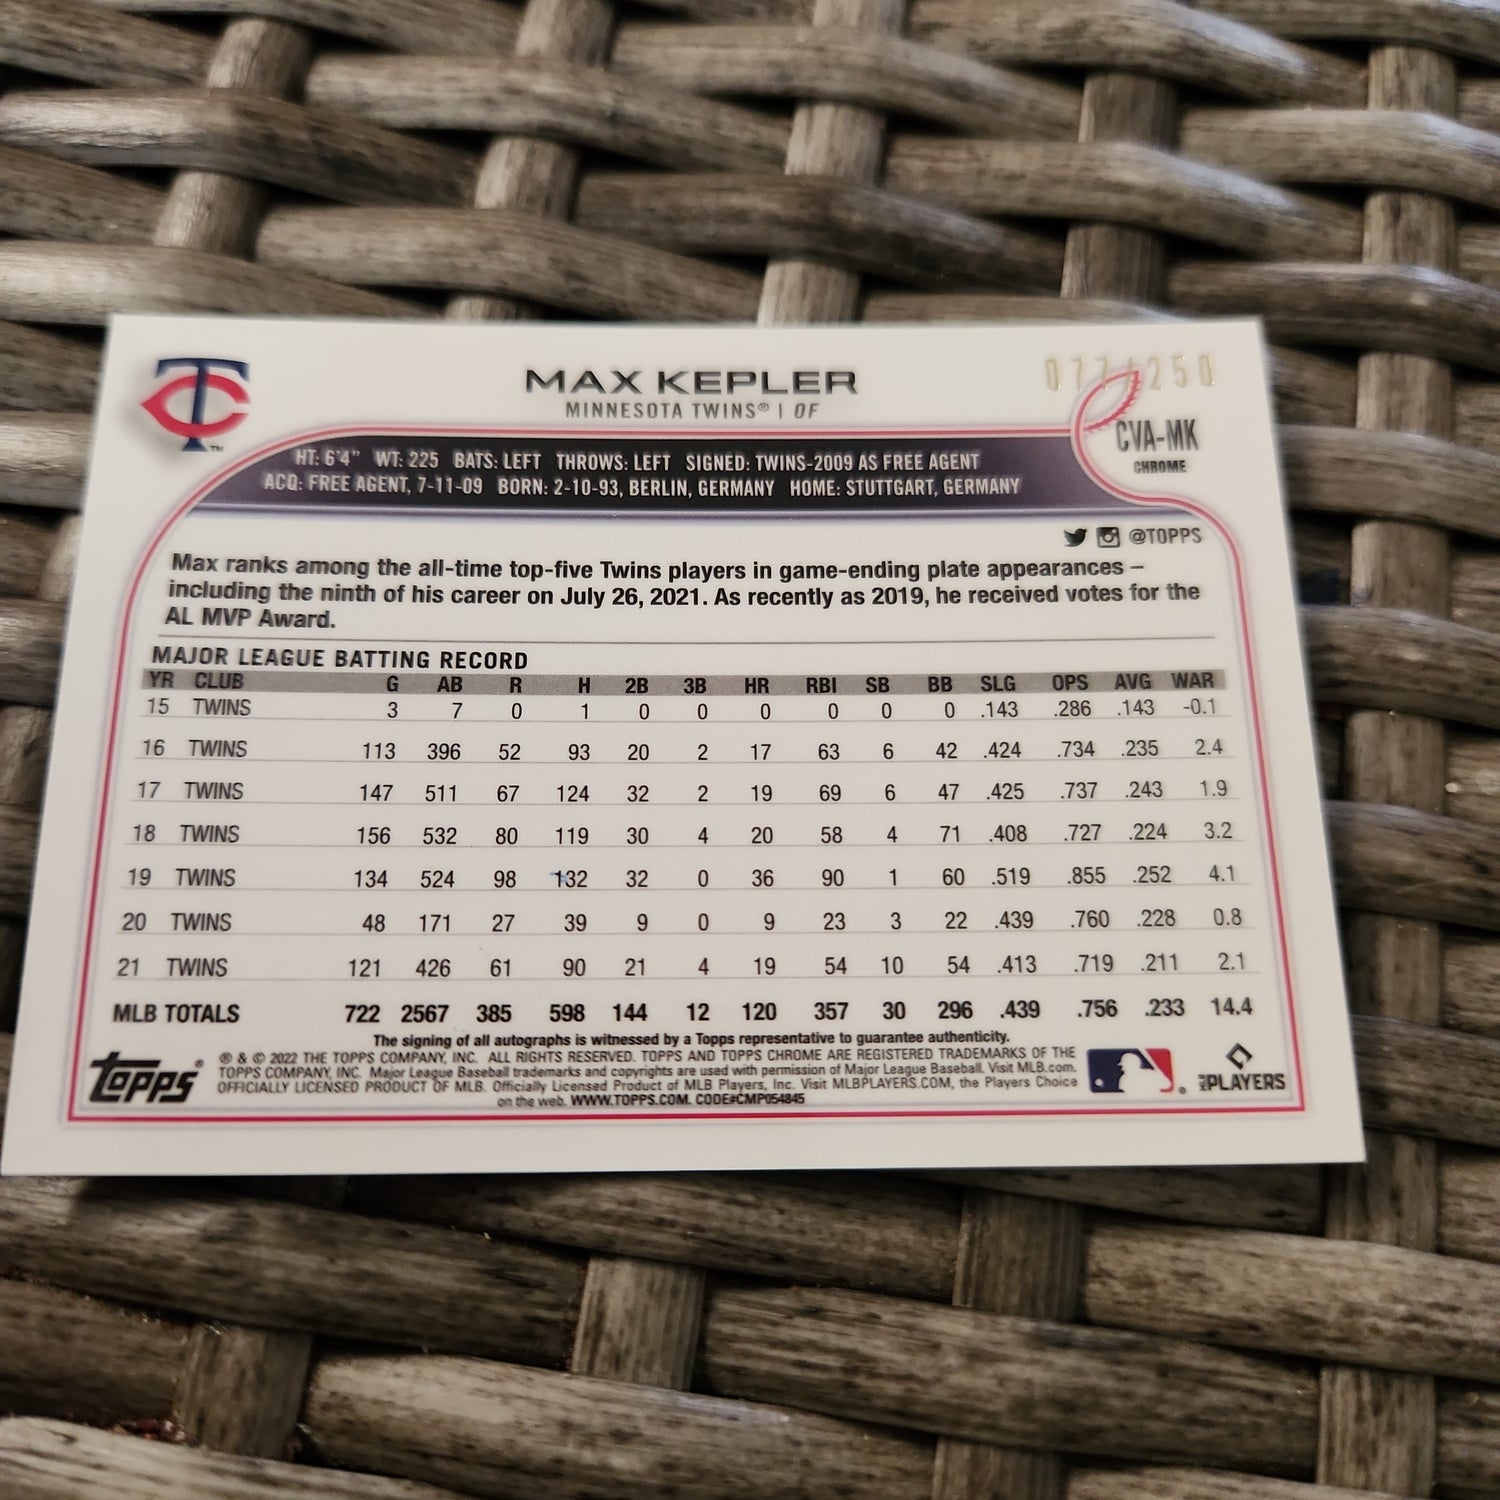 TC™
MAX KEPLER
MINNESOTA TWINS® | OF
077/250
CVA-MK
CHROME
HT: 6'4" WT: 225 BATS: LEFT THROWS: LEFT SIGNED: TWINS-2009 AS FREE AGENT
ACQ: FREE AGENT, 7-11-09 BORN: 2-10-93, BERLIN, GERMANY HOME: STUTTGART, GERMANY
@TOPPS
Max ranks among the all-time top-five Twins players in game-ending plate appearances –
including the ninth of his career on July 26, 2021. As recently as 2019, he received votes for the
AL MVP Award.
MAJOR LEAGUE BATTING RECORD
YR CLUB G AB R H 2B 3B HR RBI SB BB SLG OPS AVG WAR
15 TWINS 3 7 0 1 0 0 0 0 0 0 .143 .286 .143 -0.1
16 TWINS 113 396 52 93 20 2 17 63 6 42 .424 .734 .235 2.4
17 TWINS 147 511 67 124 32 2 19 69 6 47 .425 .737 .243 1.9
18 TWINS 156 532 80 119 30 4 20 58 4 71 .408 .727 .224 3.2
19 TWINS 134 524 98 132 32 0 36 90 1 60 .519 .855 .252 4.1
20 TWINS 48 171 27 39 9 0 9 23 3 22 .439 .760 .228 0.8
21 TWINS 121 426 61 90 21 4 19 54 10 54 .413 .719 .211 2.1
MLB TOTALS 722 2567 385 598 144 12 120 357 30 296 .439 .756 .233 14.4
The signing of all autographs is witnessed by a Topps representative to guarantee authenticity.
® & © 2022 THE TOPPS COMPANY, INC. ALL RIGHTS RESERVED. TOPPS AND TOPPS CHROME ARE REGISTERED TRADEMARKS OF THE
TOPPS COMPANY, INC. Major League Baseball trademarks and copyrights are used with permission of Major League Baseball. Visit MLB.com.
OFFICIALLY LICENSED PRODUCT OF MLB. Officially Licensed Product of MLB Players, Inc. Visit MLBPLAYERS.COM, the Players Choice
on the web. WWW.TOPPS.COM. CODE#CMP054845
Topps®
MLB PLAYERS